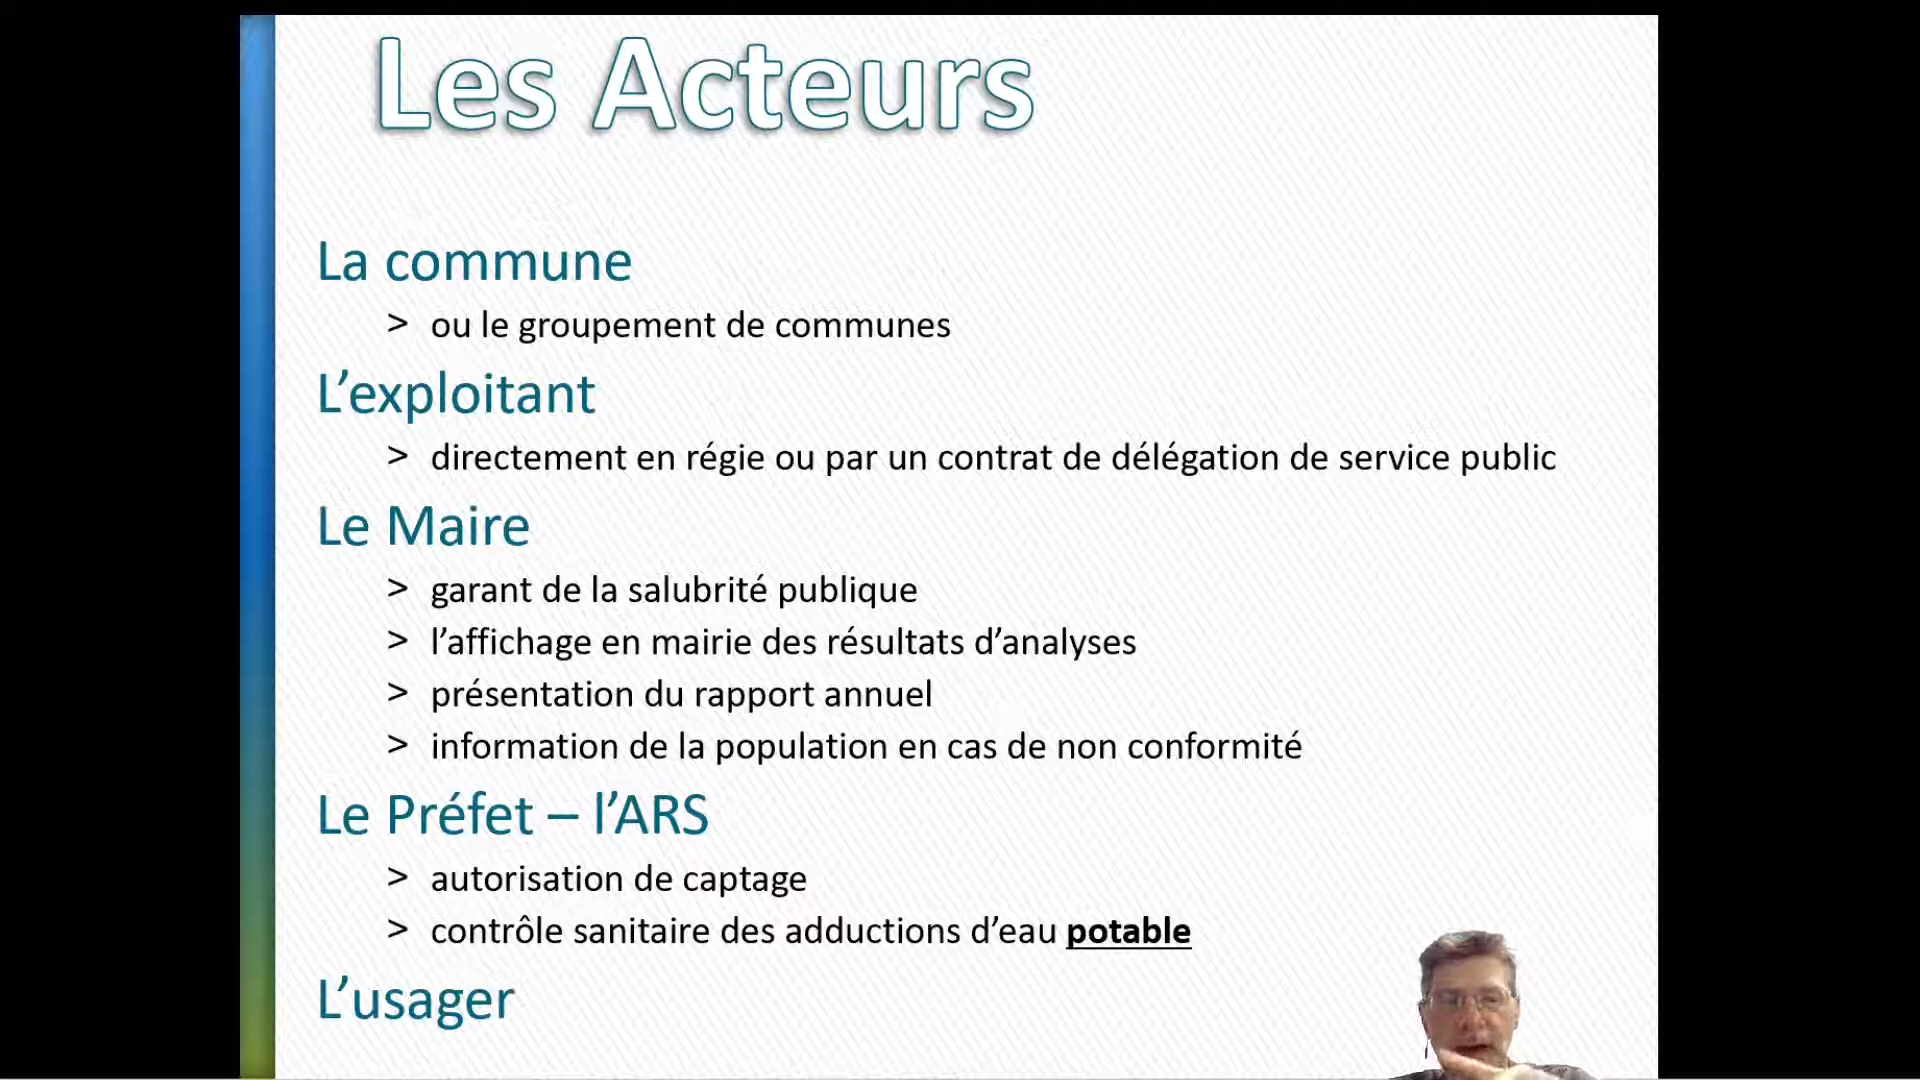 Les Acteurs
La commune
> ou le groupement de communes
L’exploitant
> directement en régie ou par un contrat de délégation de service public
Le Maire
> garant de la salubrité publique
> l’affichage en mairie des résultats d’analyses
> présentation du rapport annuel
> information de la population en cas de non conformité
Le Préfet – l’ARS
> autorisation de captage
> contrôle sanitaire des adductions d’eau potable
L’usager